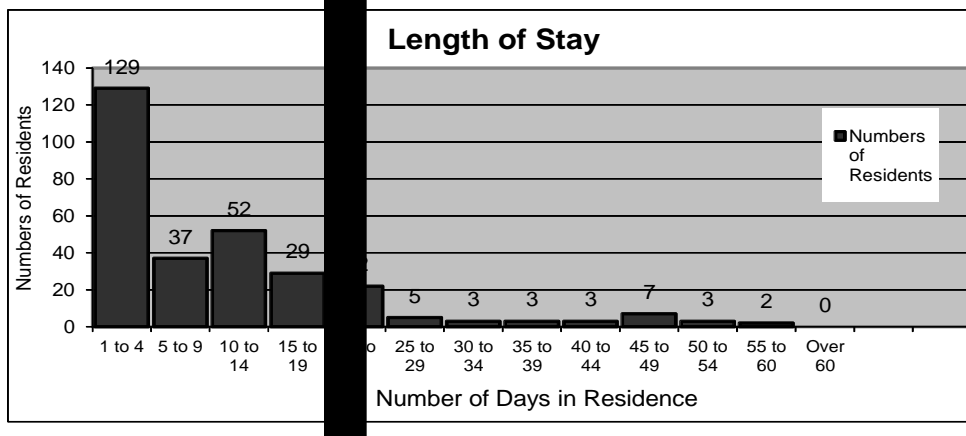 Length of Stay
140
120
100
80
60
40
20
0
Numbers of Residents
129
37
52
29
5
3
3
3
7
3
2
0
Numbers
of
Residents
1 to 4
5 to 9
10 to
14
15 to
19
25 to
29
30 to
34
35 to
39
40 to
44
45 to
49
50 to
54
55 to
60
Over
60
Number of Days in Residence